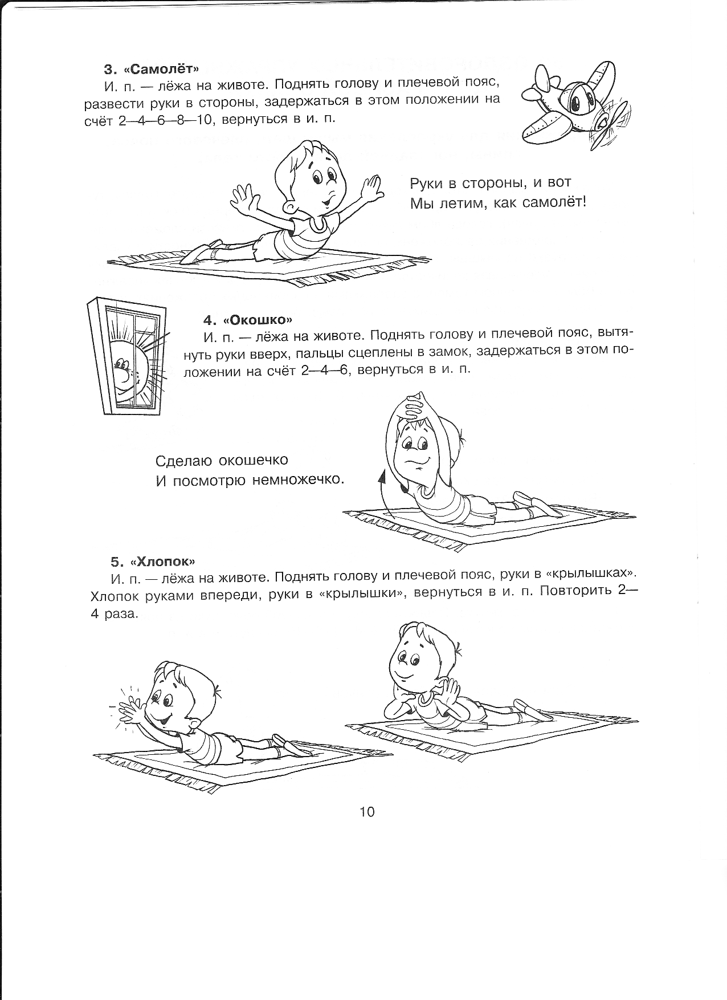 3. «Самолёт»
И. п. — лёжа на животе. Поднять голову и плечевой пояс,
развести руки в стороны, задержаться в этом положении на
счёт 2—4—6—8—10, вернуться в и. п.
Руки в стороны, и вот
Мы летим, как самолёт!
4. «Окошко»
И. п. — лёжа на животе. Поднять голову и плечевой пояс, вытя-
нуть руки вверх, пальцы сцеплены в замок, задержаться в этом по-
ложении на счёт 2—4—6, вернуться в и. п.
Сделаю окошечко
И посмотрю немножечко.
5. «Хлопок»
И. п. — лёжа на животе. Поднять голову и плечевой пояс, руки в «крылышках».
Хлопок руками впереди, руки в «крылышки», вернуться в и. п. Повторить 2—
4 раза.
10